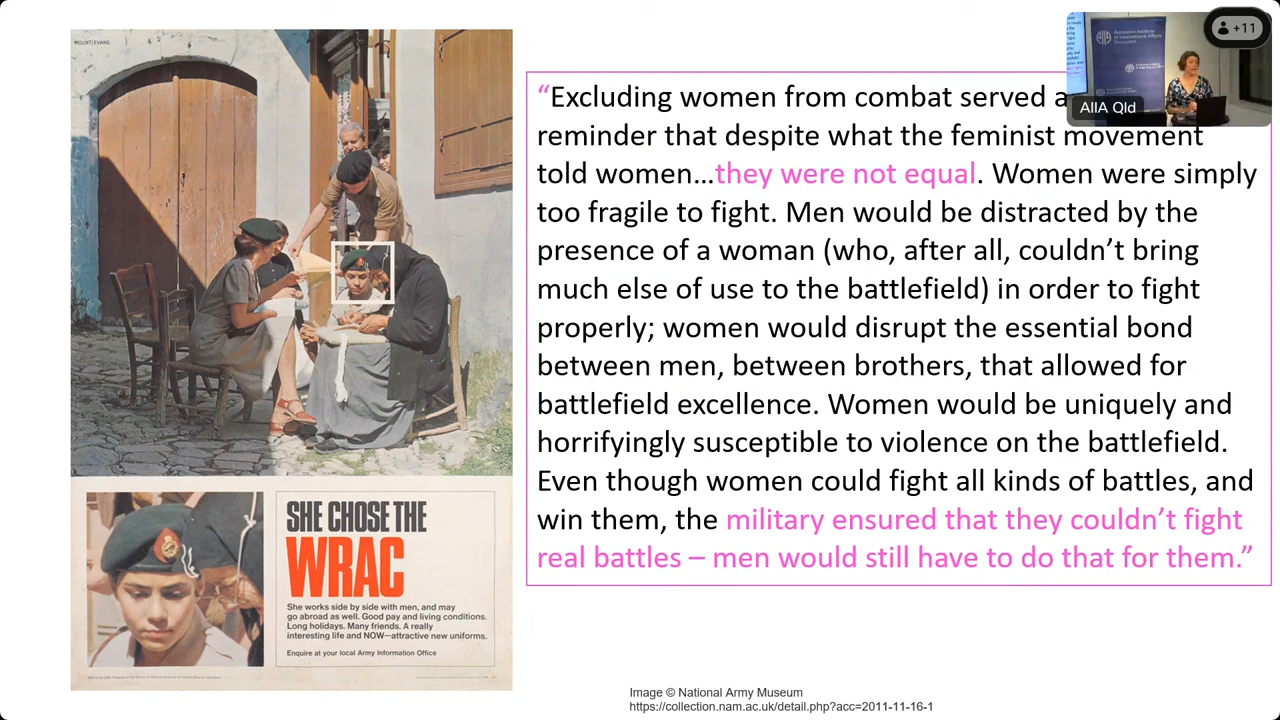 MOUNT/EVANS
SHE CHOSE THE
WRAC
She works side by side with men, and may
go abroad as well. Good pay and living conditions.
Long holidays. Many friends. A really
interesting life and NOW—attractive new uniforms.
Enquire at your local Army Information Office
“Excluding women from combat served a
reminder that despite what the feminist movement
told women…they were not equal. Women were simply
too fragile to fight. Men would be distracted by the
presence of a woman (who, after all, couldn’t bring
much else of use to the battlefield) in order to fight
properly; women would disrupt the essential bond
between men, between brothers, that allowed for
battlefield excellence. Women would be uniquely and
horrifyingly susceptible to violence on the battlefield.
Even though women could fight all kinds of battles, and
win them, the military ensured that they couldn’t fight
real battles – men would still have to do that for them.”
Image © National Army Museum
https://collection.nam.ac.uk/detail.php?acc=2011-11-16-1
+11
AIIA Qld